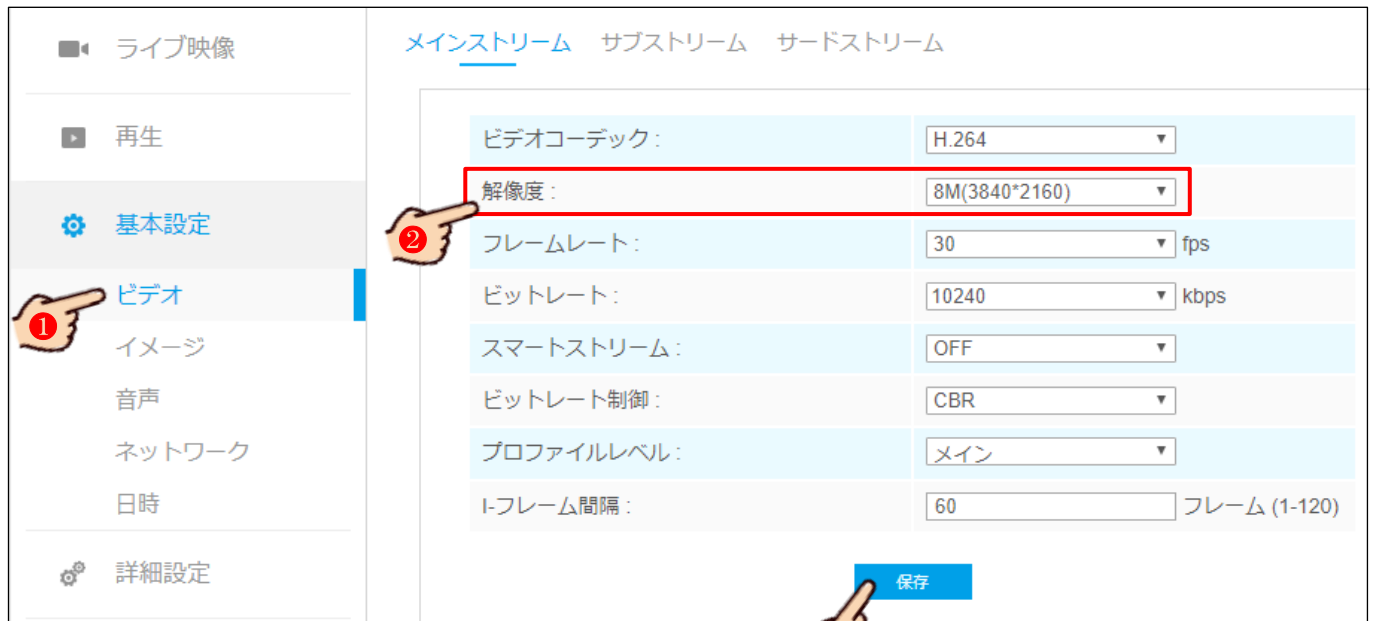 ライブ映像
再生
基本設定
ビデオ
❶
イメージ
音声
ネットワーク
日時
詳細設定
メインストリーム サブストリーム サードストリーム
ビデオコーデック : H.264
解像度 : 8M(3840*2160)
❷
フレームレート : 30 fps
ビットレート : 10240 kbps
スマートストリーム : OFF
ビットレート制御 : CBR
プロファイルレベル : メイン
I-フレーム間隔 : 60 フレーム (1-120)
保存